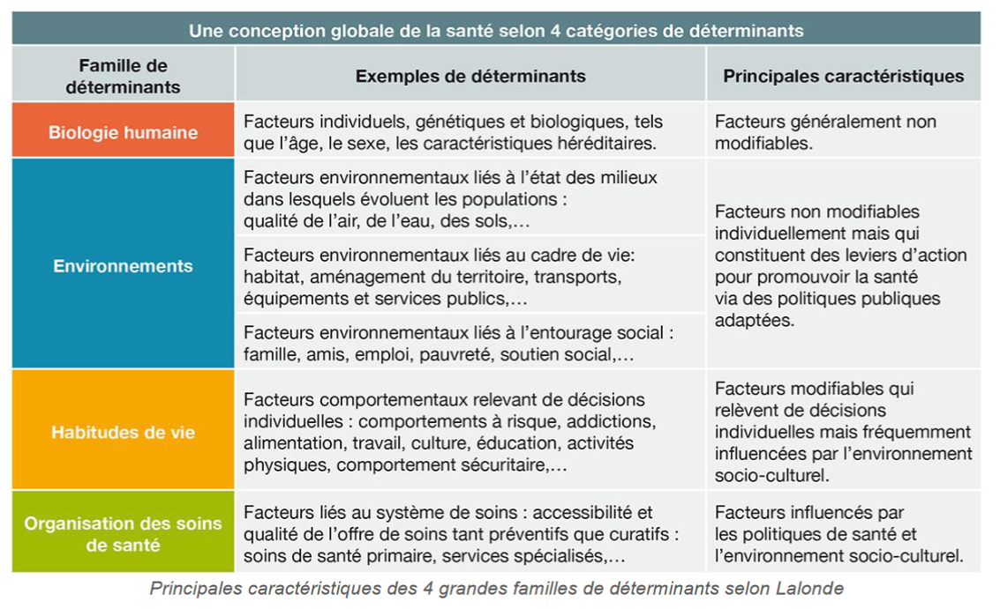 Une conception globale de la santé selon 4 catégories de déterminants
Famille de
déterminants
Exemples de déterminants
Principales caractéristiques
Biologie humaine
Facteurs individuels, génétiques et biologiques, tels
que l'âge, le sexe, les caractéristiques héréditaires.
Facteurs généralement non
modifiables.
Environnements
Facteurs environnementaux liés à l'état des milieux
dans lesquels évoluent les populations :
qualité de l'air, de l'eau, des sols,...
Facteurs environnementaux liés au cadre de vie:
habitat, aménagement du territoire, transports,
équipements et services publics,...
Facteurs environnementaux liés à l'entourage social :
famille, amis, emploi, pauvreté, soutien social,...
Facteurs non modifiables
individuellement mais qui
constituent des leviers d'action
pour promouvoir la santé
via des politiques publiques
adaptées.
Habitudes de vie
Facteurs comportementaux relevant de décisions
individuelles : comportements à risque, addictions,
alimentation, travail, culture, éducation, activités
physiques, comportement sécuritaire,...
Facteurs modifiables qui
relèvent de décisions
individuelles mais fréquemment
influencées par l'environnement
socio-culturel.
Organisation des soins
de santé
Facteurs liés au système de soins : accessibilité et
qualité de l'offre de soins tant préventifs que curatifs :
soins de santé primaire, services spécialisés,...
Facteurs influencés par
les politiques de santé et
l'environnement socio-culturel.
Principales caractéristiques des 4 grandes familles de déterminants selon Lalonde